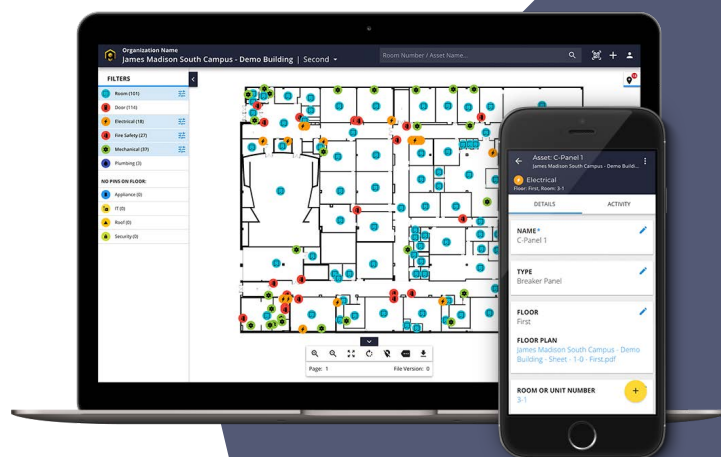 Organization Name
James Madison South Campus - Demo Building | Second
Room Number / Asset Name...
FILTERS
Room (101)
Door (114)
Electrical (18)
Fire Safety (27)
Mechanical (37)
Plumbing (3)
NO PINS ON FLOOR:
Appliance (0)
IT (0)
Roof (0)
Security (0)
Page: 1
File Version: 0
Asset: C-Panel 1
James Madison South Campus - Demo Buildi...
Electrical
Floor: First, Room: 3-1
DETAILS
ACTIVITY
NAME*
C-Panel 1
TYPE
Breaker Panel
FLOOR
First
FLOOR PLAN
James Madison South Campus - Demo
Building - Sheet - 1-0 - First.pdf
ROOM OR UNIT NUMBER
3-1